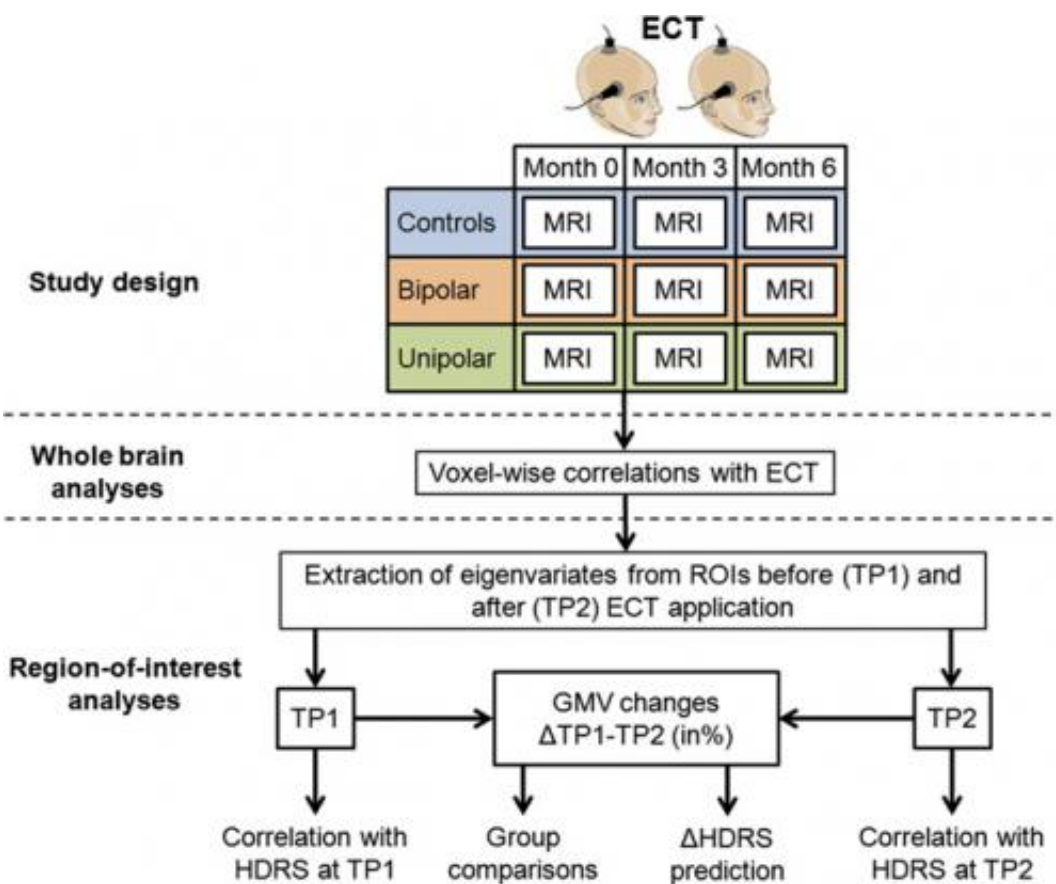 ECT
Month 0 Month 3 Month 6
Controls MRI MRI MRI
Study design
Bipolar MRI MRI MRI
Unipolar MRI MRI MRI
Whole brain
analyses
Voxel-wise correlations with ECT
Extraction of eigenvariates from ROIs before (TP1) and
after (TP2) ECT application
Region-of-interest
analyses
TP1
GMV changes
ΔTP1-TP2 (in%)
TP2
Correlation with
HDRS at TP1
Group
comparisons
ΔHDRS
prediction
Correlation with
HDRS at TP2